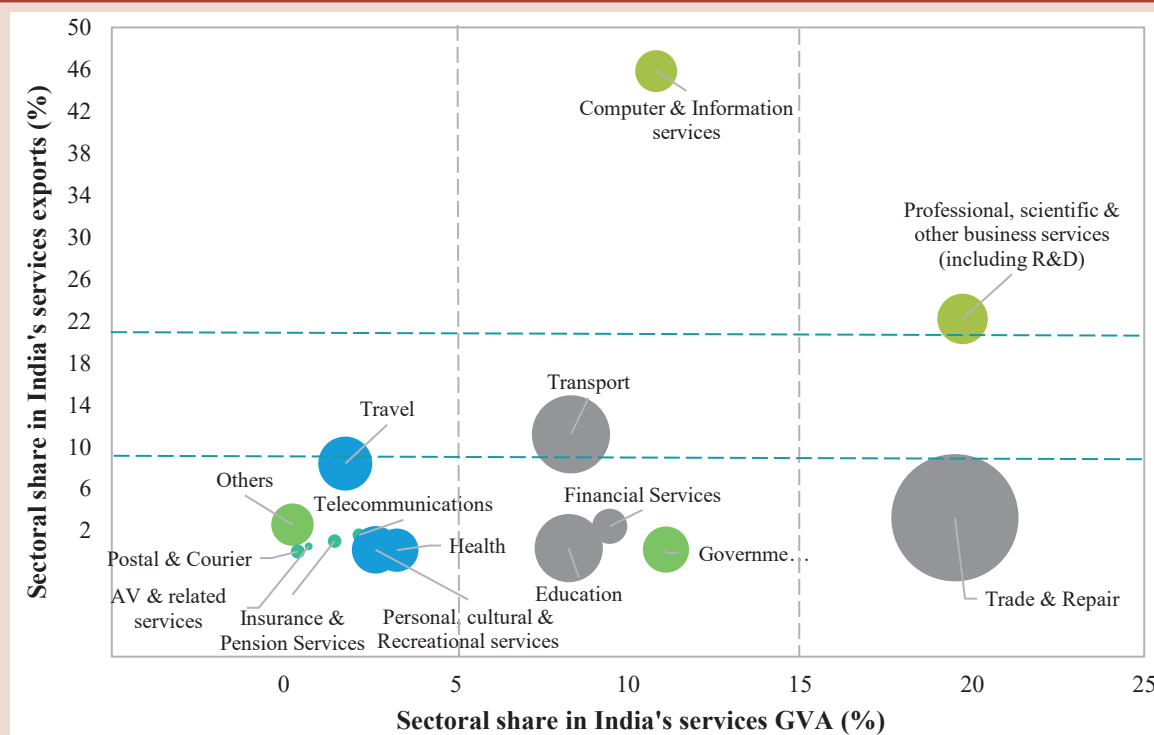 Sectoral share in India's services exports (%)
50
46
42
38
34
30
26
22
18
14
10
6
2
Computer & Information
services
Professional, scientific &
other business services
(including R&D)
Transport
Travel
Others
Telecommunications
Financial Services
Postal & Courier
Health
Governme…
AV & related
services
Insurance &
Pension Services
Personal, cultural &
Recreational services
Education
Trade & Repair
0 5 10 15 20 25
Sectoral share in India's services GVA (%)